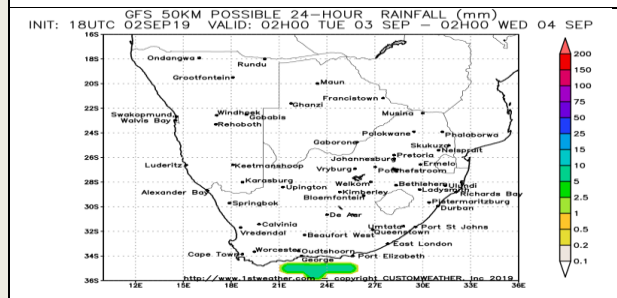 GFS 50KM POSSIBLE 24-HOUR RAINFALL (mm)
INIT: 18UTC 02SEP19 VALID: 02H00 TUE 03 SEP - 02H00 WED 04 SEP
16S
Ondangwa
Rundu
18S
Grootfontein
Maun
20S
Francistown
Ghanzi
22S
Swakopmund
Windhoek
Gobabis
Musina
Walvis Bay
Rehoboth
24S
Polokwane
Phalaborwa
Gaborone
Skukuza
Nelspruit
26S
Pretoria
Johannesburg
Luderitz
Keetmanshoop
Vryburg
Potchefstroom
Ermelo
Karasburg
28S
Upington
Welkom
Bethlehem
Ulundi
Alexander Bay
Kimberley
Ladysmith
Richards Bay
Bloemfontein
Springbok
Pietermaritzburg
30S
Durban
De Aar
Calvinia
Umtata
Port St Johns
32S
Vredendal
Beaufort West
Queenstown
East London
Worcester
Oudtshoorn
34S
Cape Town
George
Port Elizabeth
36S
http://www.1stweather.com - copyright CUSTOMWEATHER, Inc 2019
12E 15E 18E 21E 24E 27E 30E 33E 36E
200
150
100
75
50
25
15
10
5
2.5
1
0.5
0.2
0.1